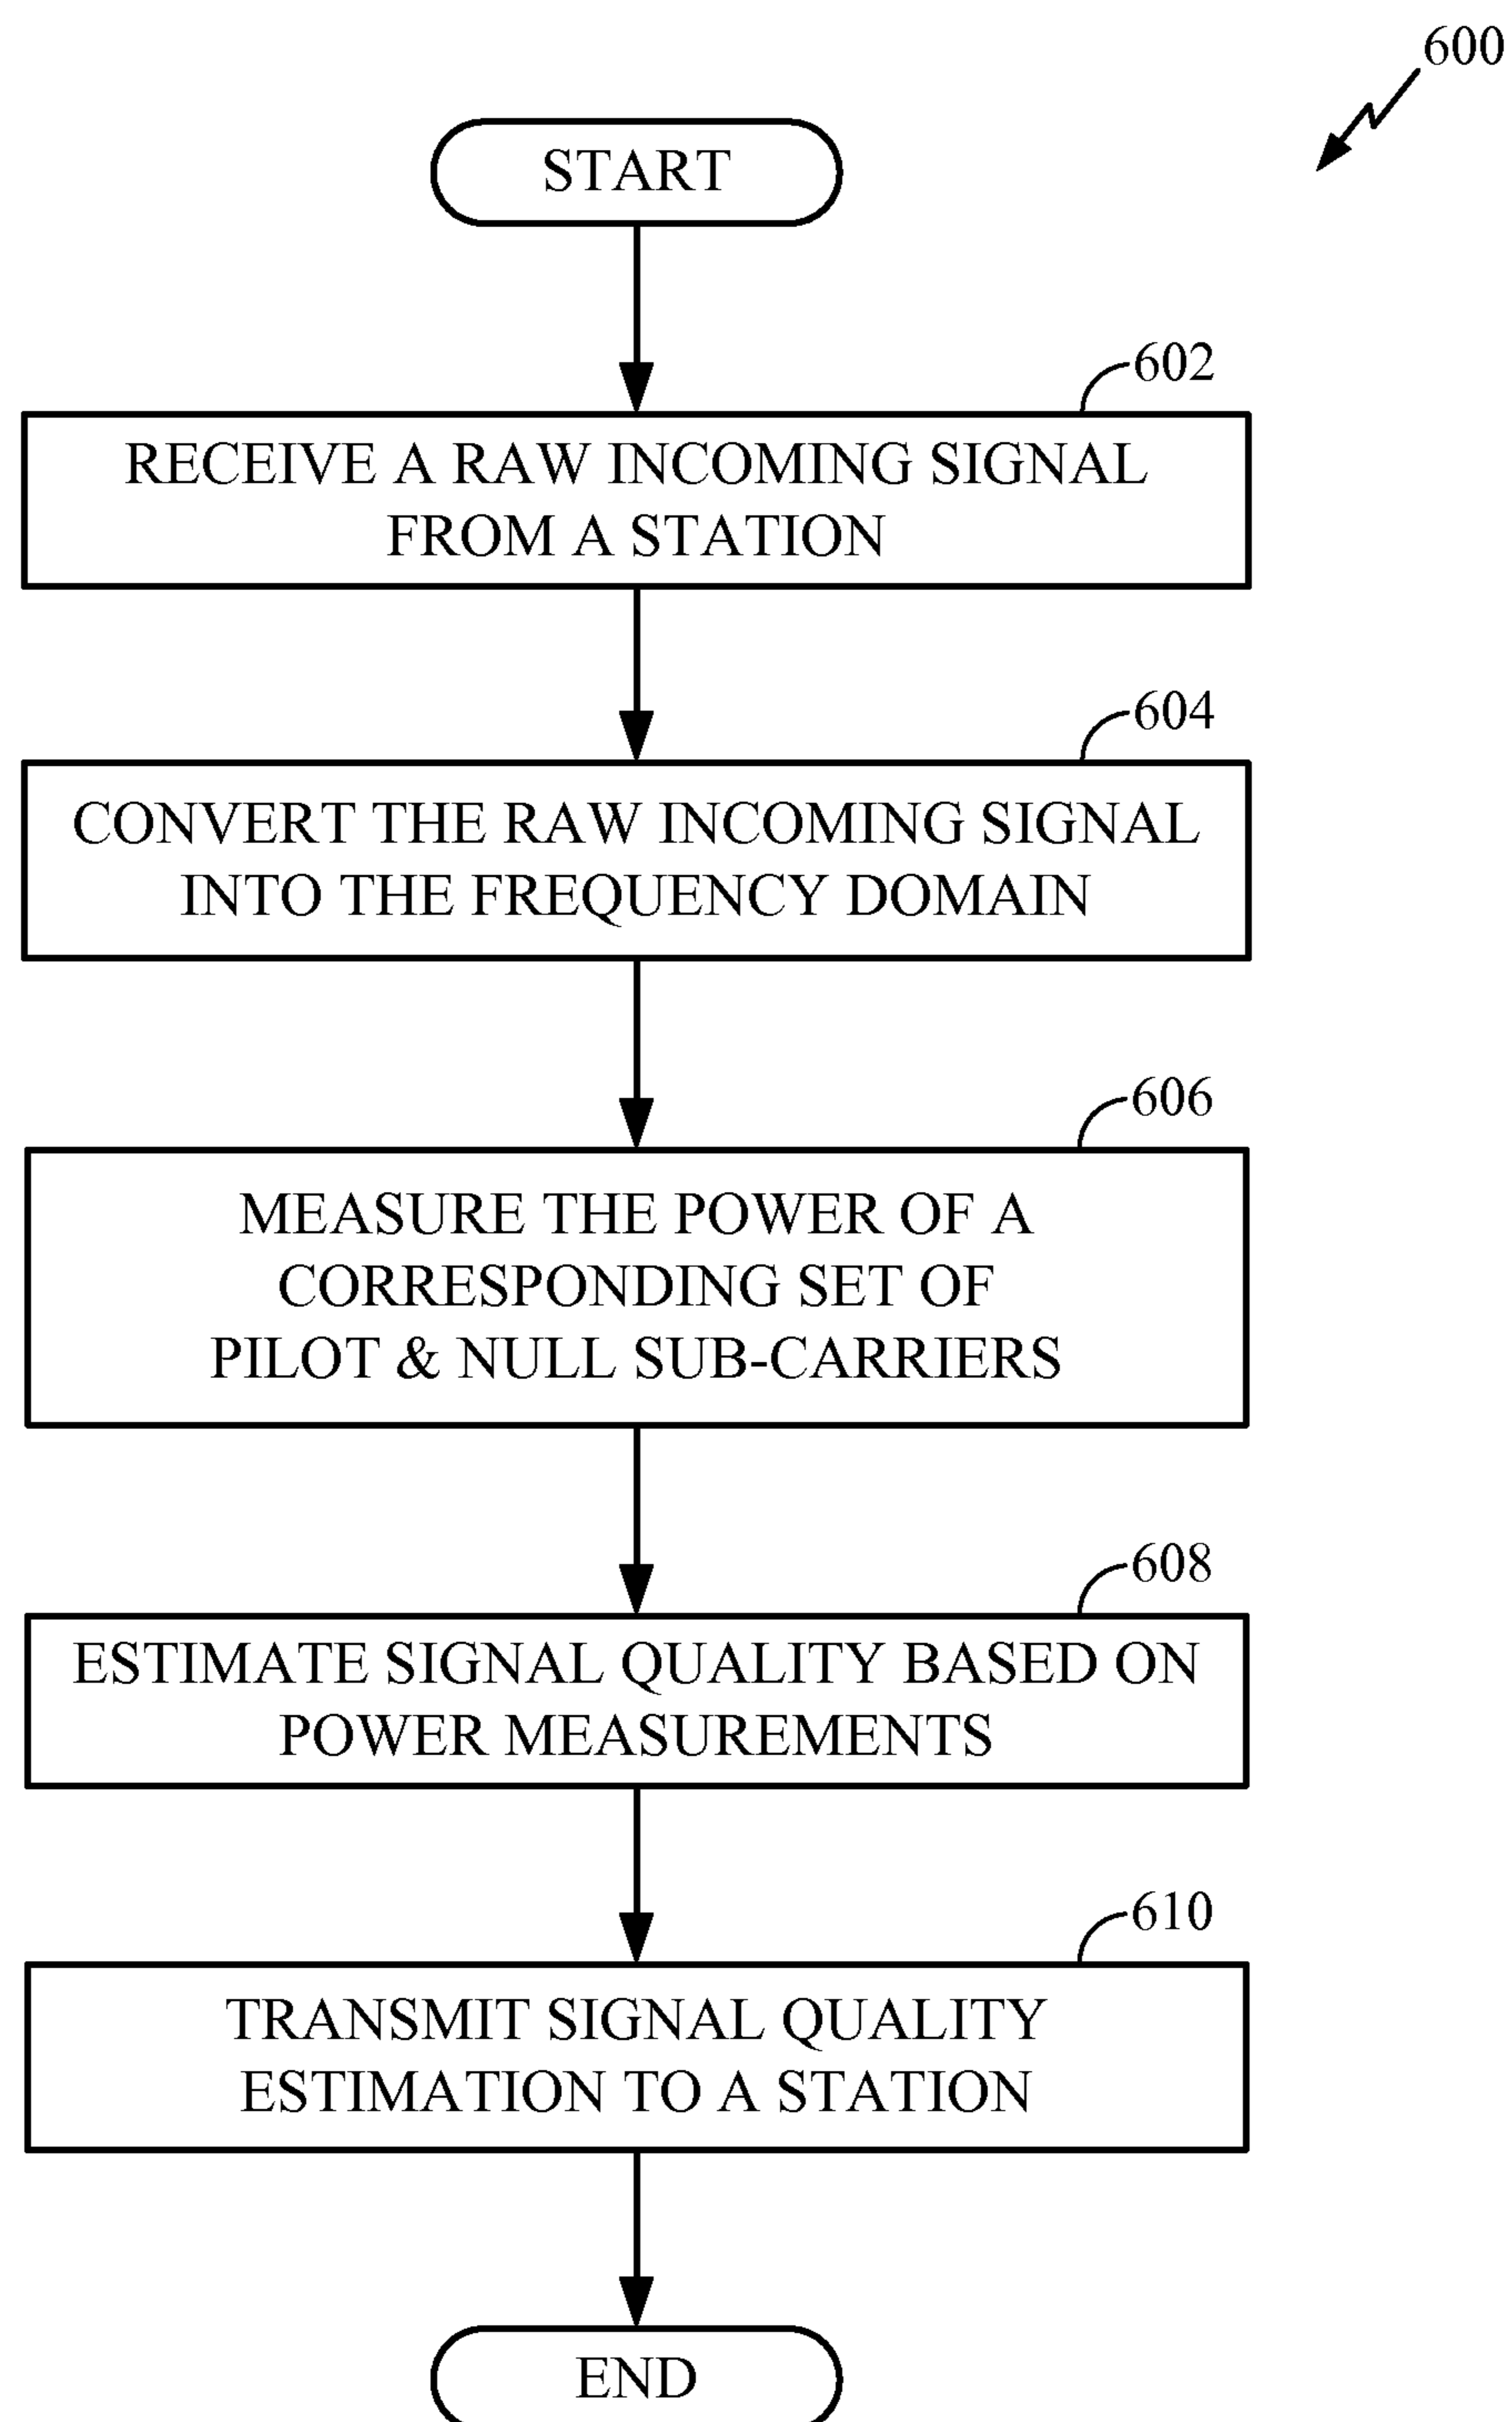 600
START
602
RECEIVE A RAW INCOMING SIGNAL
FROM A STATION
604
CONVERT THE RAW INCOMING SIGNAL
INTO THE FREQUENCY DOMAIN
606
MEASURE THE POWER OF A
CORRESPONDING SET OF
PILOT & NULL SUB-CARRIERS
608
ESTIMATE SIGNAL QUALITY BASED ON
POWER MEASUREMENTS
610
TRANSMIT SIGNAL QUALITY
ESTIMATION TO A STATION
END